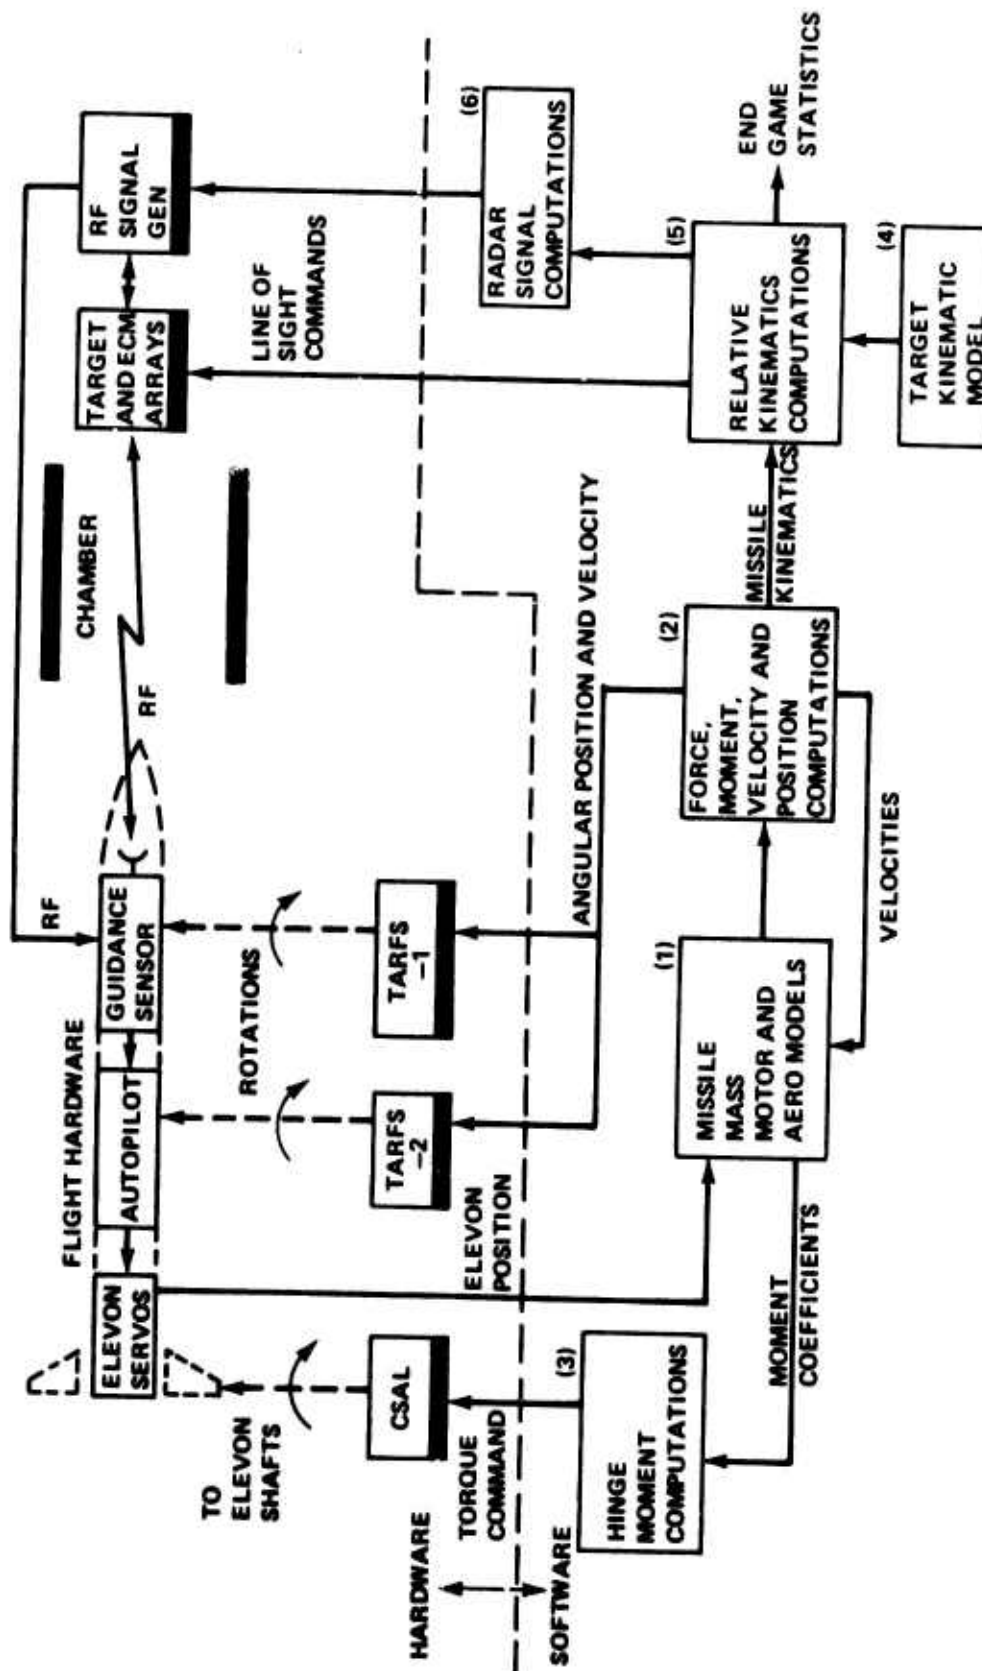 FLIGHT HARDWARE
ELEVON
SERVOS
AUTOPILOT
GUIDANCE
SENSOR
RF
RF
CHAMBER
TARGET
AND ECM
ARRAYS
RF
SIGNAL
GEN
TO
ELEVON
SHAFTS
ROTATIONS
LINE OF
SIGHT
COMMANDS
CSAL
TARFS
-2
TARFS
-1
HARDWARE
TORQUE
COMMAND
ELEVON
POSITION
SOFTWARE
ANGULAR POSITION AND VELOCITY
(6)
RADAR
SIGNAL
COMPUTATIONS
(3)
HINGE
MOMENT
COMPUTATIONS
(1)
MISSILE
MASS
MOTOR AND
AERO MODELS
(2)
FORCE,
MOMENT,
VELOCITY AND
POSITION
COMPUTATIONS
MISSILE
KINEMATICS
(5)
RELATIVE
KINEMATICS
COMPUTATIONS
END
GAME
STATISTICS
MOMENT
COEFFICIENTS
VELOCITIES
(4)
TARGET
KINEMATIC
MODEL